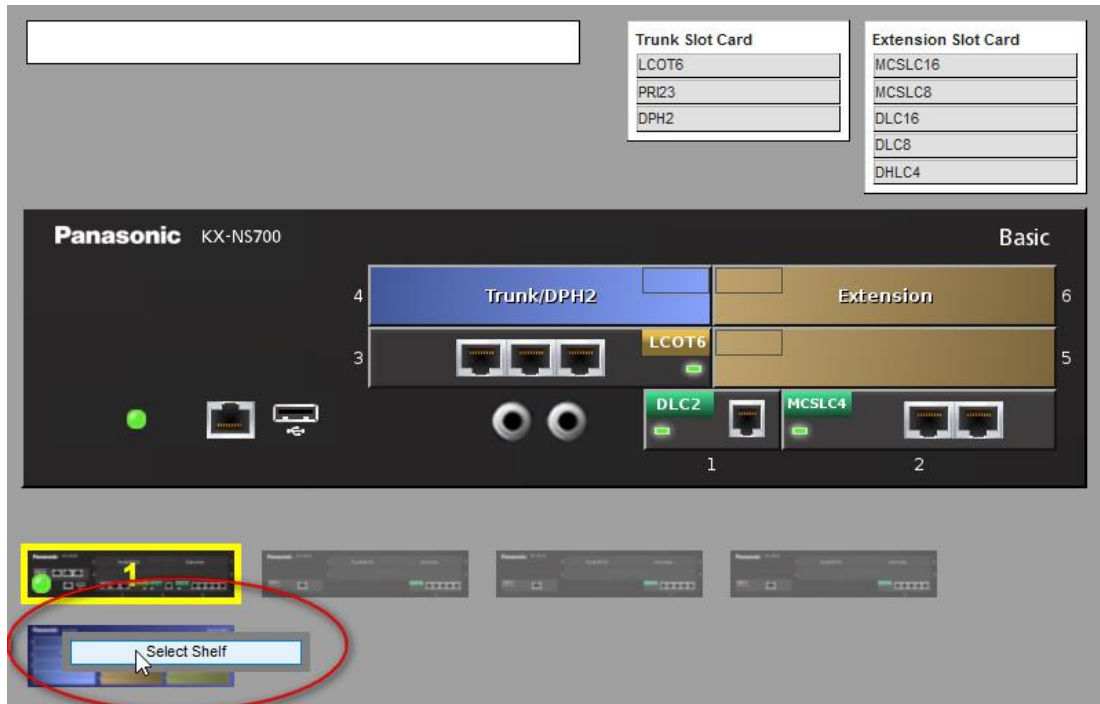 Trunk Slot Card
LCOT6
PRI23
DPH2
Extension Slot Card
MCSLC16
MCSLC8
DLC16
DLC8
DHLC4
Panasonic KX-NS700
Basic
4 Trunk/DPH2 Extension 6
3 LCOT6 5
DLC2 MCSLC4
1 2
1
Select Shelf